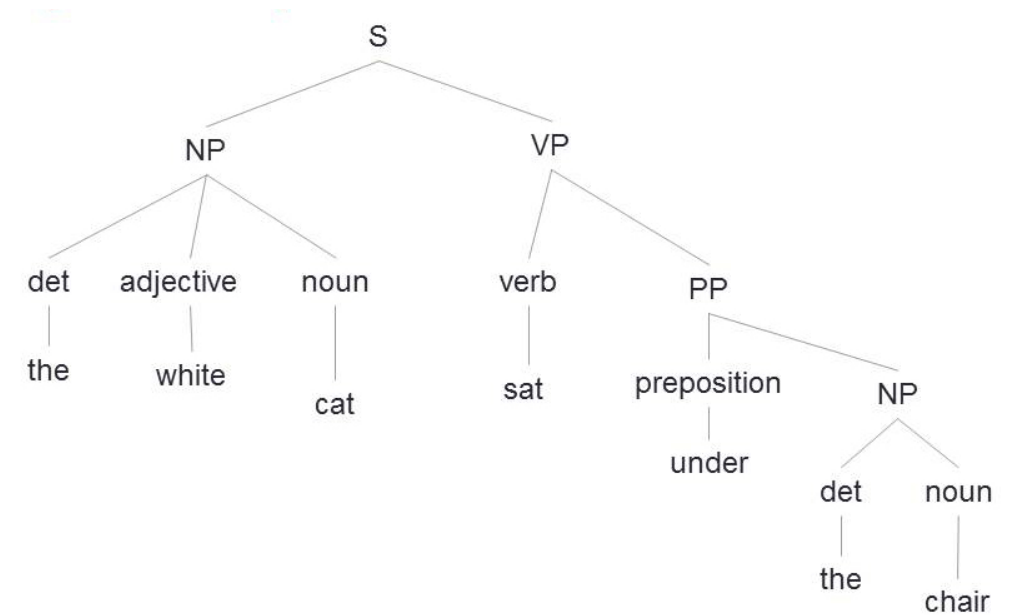 S
NP VP
det adjective noun verb PP
the white cat sat preposition NP
under det noun
the chair